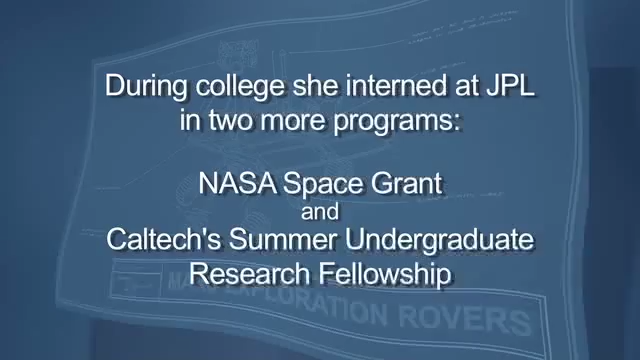 During college she interned at JPL
in two more programs:
NASA Space Grant
and
Caltech's Summer Undergraduate
Research Fellowship
MARS EXPLORATION ROVERS